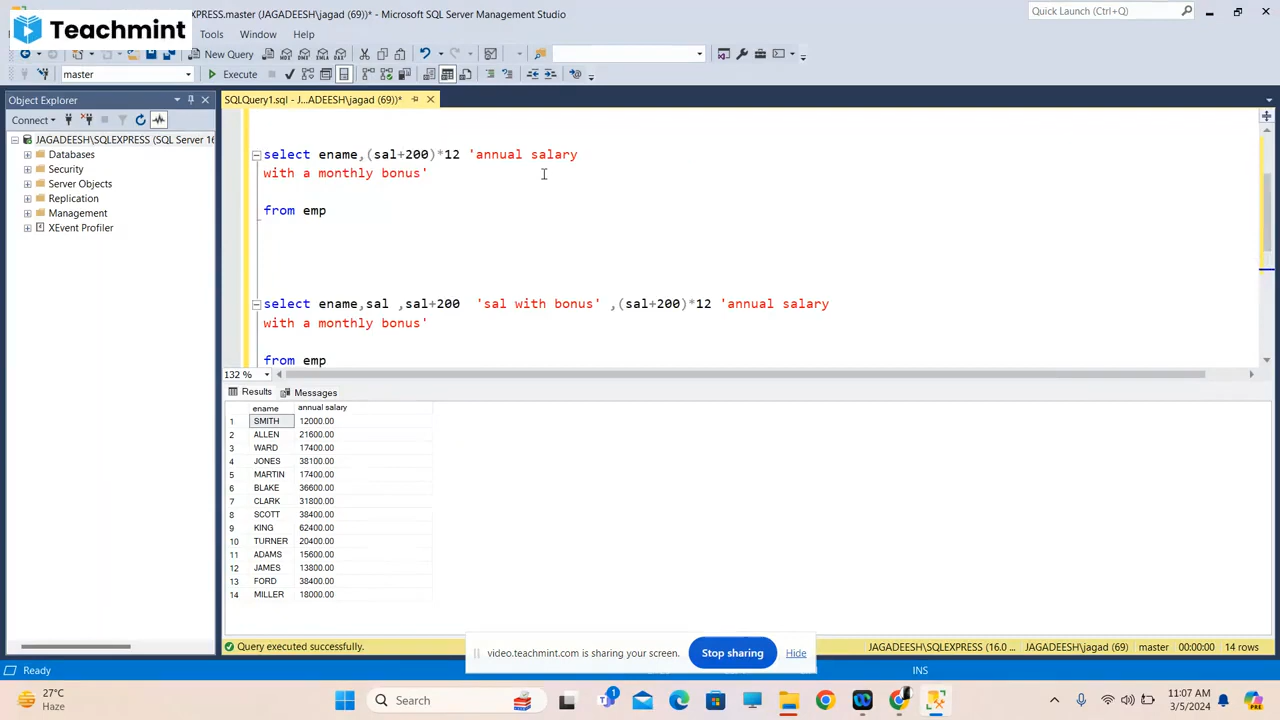 EXPRESS.master (JAGADEESH\jagad (69))* - Microsoft SQL Server Management Studio
Quick Launch (Ctrl+Q)
Teachmint
Tools Window Help
New Query
master
Execute
Object Explorer
SQLQuery1.sql - J...ADEESH\jagad (69))*
Connect
JAGADEESH\SQLEXPRESS (SQL Server 16
Databases
Security
Server Objects
Replication
Management
XEvent Profiler
select ename,(sal+200)*12 'annual salary
with a monthly bonus'
from emp
select ename,sal ,sal+200 'sal with bonus' ,(sal+200)*12 'annual salary
with a monthly bonus'
from emp
132 %
Results Messages
ename annual salary
1 SMITH 12000.00
2 ALLEN 21600.00
3 WARD 17400.00
4 JONES 38100.00
5 MARTIN 17400.00
6 BLAKE 36600.00
7 CLARK 31800.00
8 SCOTT 38400.00
9 KING 62400.00
10 TURNER 20400.00
11 ADAMS 15600.00
12 JAMES 13800.00
13 FORD 38400.00
14 MILLER 18000.00
Query executed successfully.
JAGADEESH\SQLEXPRESS (16.0 ... JAGADEESH\jagad (69) master 00:00:00 14 rows
video.teachmint.com is sharing your screen. Stop sharing Hide
Ready
INS
27°C
Haze
Search
1
11:07 AM
3/5/2024